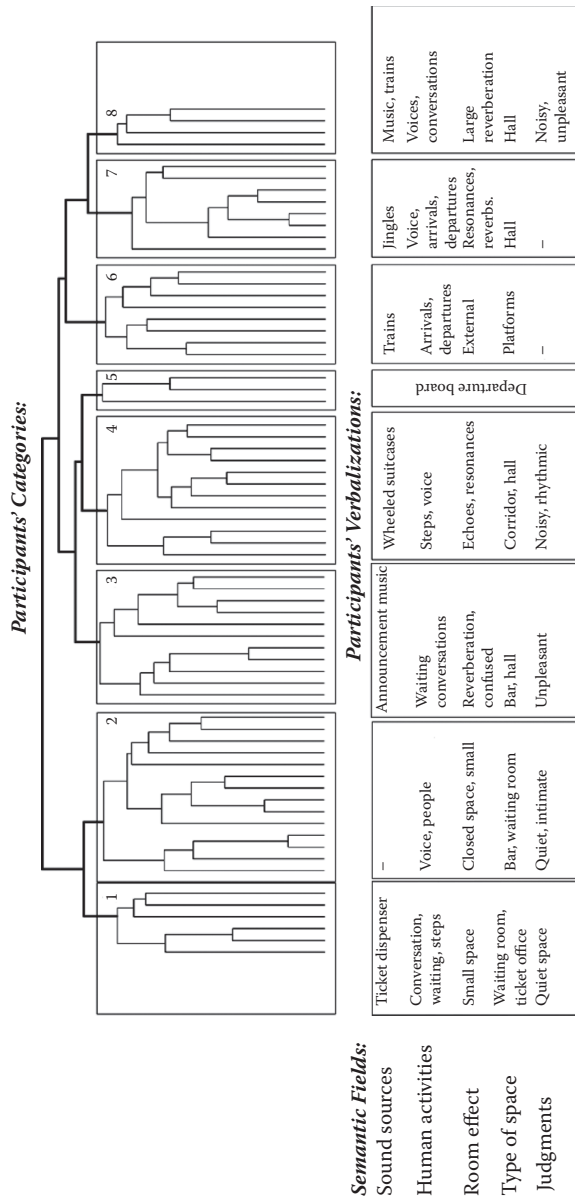 Participants' Categories:
1
2
3
4
5
6
7
8
Participants' Verbalizations:
Semantic Fields:
Sound sources
Human activities
Room effect
Type of space
Judgments
Ticket dispenser
Conversation,
waiting, steps
Small space
Waiting room,
ticket office
Quiet space
–
Voice, people
Closed space, small
Bar, waiting room
Quiet, intimate
Announcement music
Waiting
conversations
Reverberation,
confused
Bar, hall
Unpleasant
Wheeled suitcases
Steps, voice
Echoes, resonances
Corridor, hall
Noisy, rhythmic
Departure board
Trains
Arrivals,
departures
External
Platforms
–
Jingles
Voice,
arrivals,
departures
Resonances,
reverbs.
Hall
–
Music, trains
Voices,
conversations
Large
reverberation
Hall
Noisy,
unpleasant